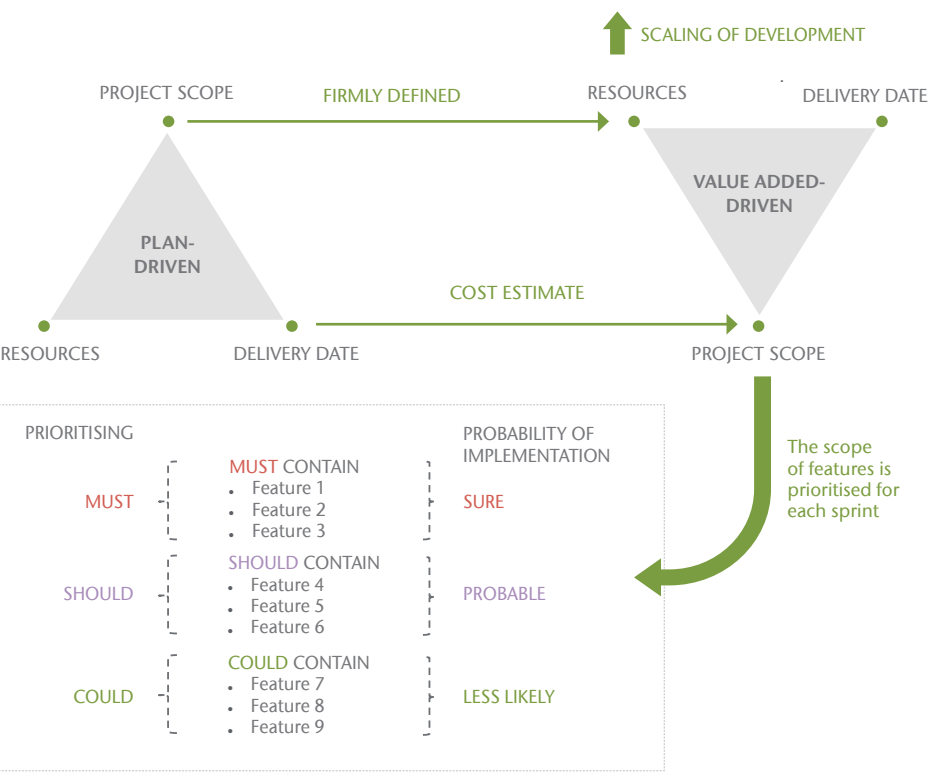 SCALING OF DEVELOPMENT
PROJECT SCOPE
FIRMLY DEFINED
RESOURCES
DELIVERY DATE
VALUE ADDED-
DRIVEN
PLAN-
DRIVEN
COST ESTIMATE
RESOURCES
DELIVERY DATE
PROJECT SCOPE
PRIORITISING
PROBABILITY OF
IMPLEMENTATION
The scope
of features is
prioritised for
each sprint
MUST
MUST CONTAIN
• Feature 1
• Feature 2
• Feature 3
SURE
SHOULD
SHOULD CONTAIN
• Feature 4
• Feature 5
• Feature 6
PROBABLE
COULD
COULD CONTAIN
• Feature 7
• Feature 8
• Feature 9
LESS LIKELY